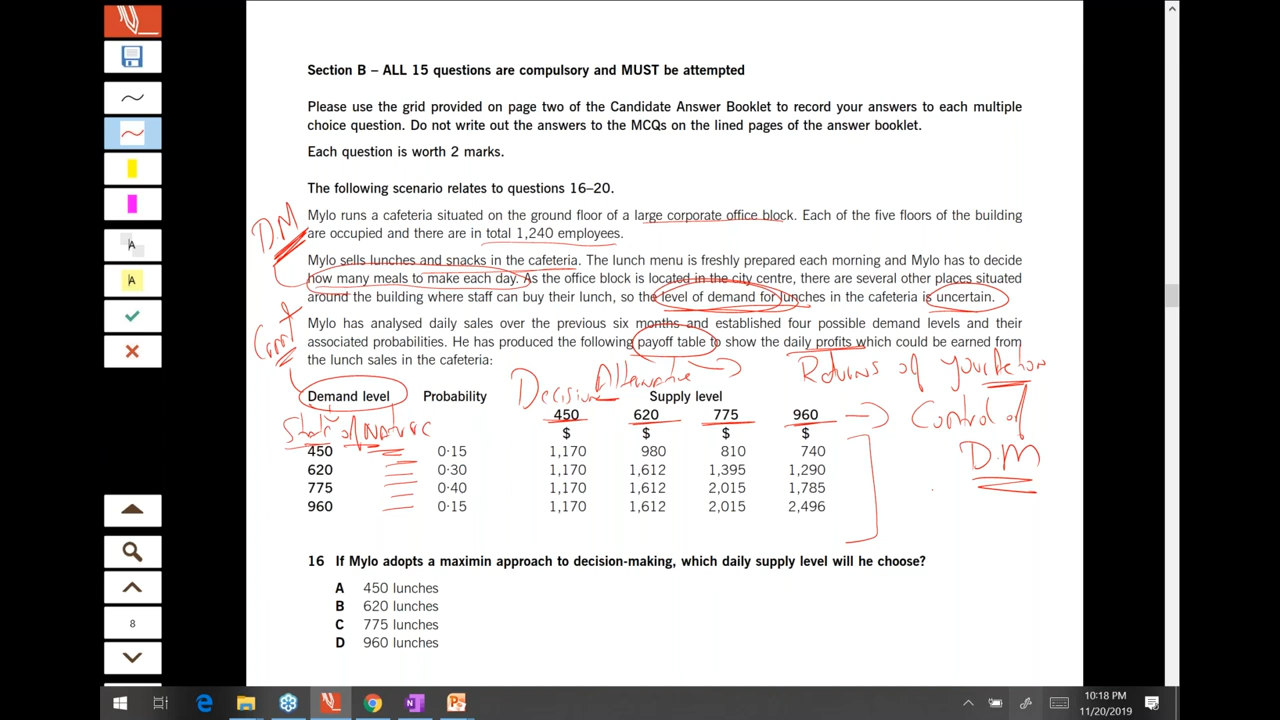 Section B – ALL 15 questions are compulsory and MUST be attempted
Please use the grid provided on page two of the Candidate Answer Booklet to record your answers to each multiple
choice question. Do not write out the answers to the MCQs on the lined pages of the answer booklet.
Each question is worth 2 marks.
The following scenario relates to questions 16–20.
DM
Mylo runs a cafeteria situated on the ground floor of a large corporate office block. Each of the five floors of the building
are occupied and there are in total 1,240 employees.
Mylo sells lunches and snacks in the cafeteria. The lunch menu is freshly prepared each morning and Mylo has to decide
how many meals to make each day. As the office block is located in the city centre, there are several other places situated
around the building where staff can buy their lunch, so the level of demand for lunches in the cafeteria is uncertain.
Mylo has analysed daily sales over the previous six months and established four possible demand levels and their
associated probabilities. He has produced the following payoff table to show the daily profits which could be earned from
the lunch sales in the cafeteria:
Returns of your Action
Decision Alternative
Demand level Probability Supply level
450 620 775 960 Control of
$ $ $ $
State of Nature
D.M
450 0·15 1,170 980 810 740
620 0·30 1,170 1,612 1,395 1,290
775 0·40 1,170 1,612 2,015 1,785
960 0·15 1,170 1,612 2,015 2,496
16 If Mylo adopts a maximin approach to decision-making, which daily supply level will he choose?
A 450 lunches
B 620 lunches
C 775 lunches
D 960 lunches
8
10:18 PM
11/20/2019